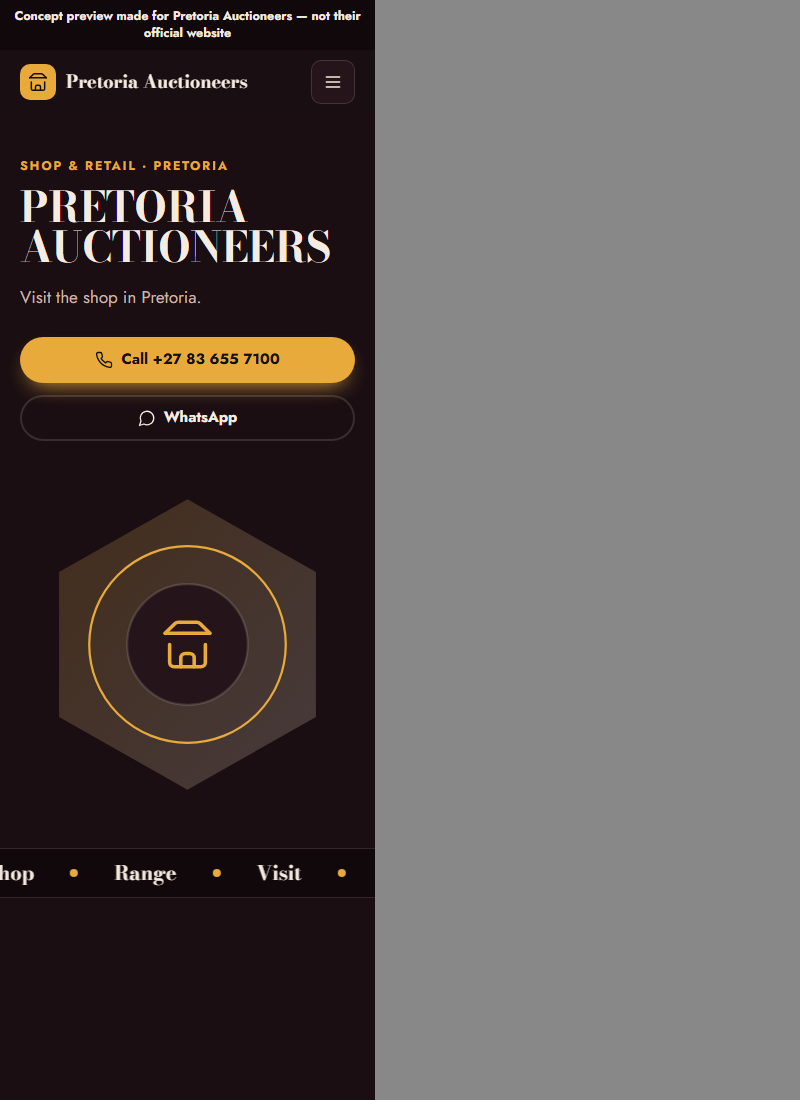 Concept preview made for Pretoria Auctioneers — not their
official website
Pretoria Auctioneers
SHOP & RETAIL · PRETORIA
PRETORIA
AUCTIONEERS
Visit the shop in Pretoria.
Call +27 83 655 7100
WhatsApp
hop • Range • Visit •